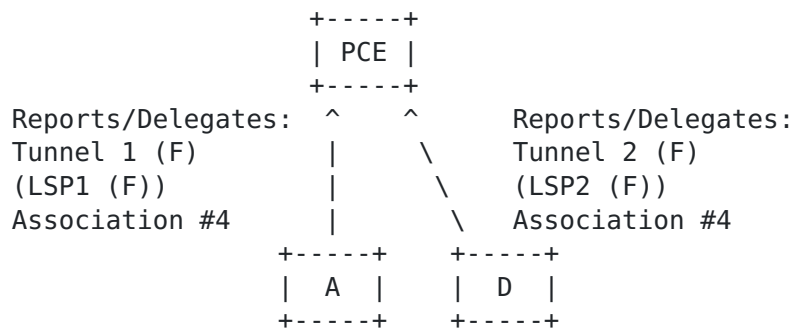 PCE
Reports/Delegates: Reports/Delegates:
Tunnel 1 (F) Tunnel 2 (F)
(LSP1 (F)) (LSP2 (F))
Association #4 Association #4
A D